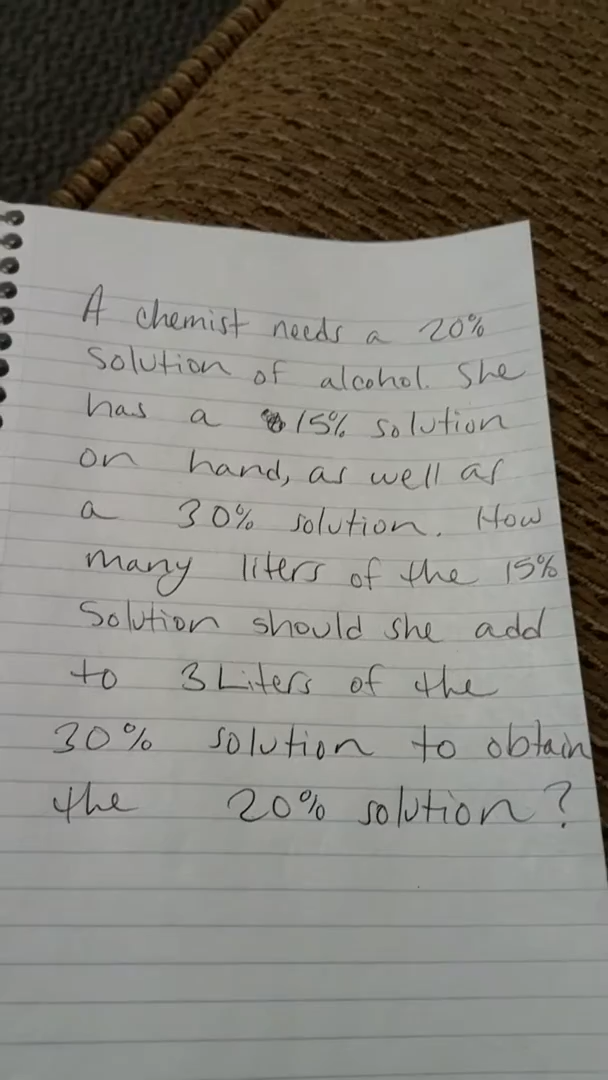 A chemist needs a 20%
solution of alcohol. She
has a 15% solution
on hand, as well as
a 30% solution. How
many liters of the 15%
Solution should she add
to 3 Liters of the
30% solution to obtain
the 20% solution?